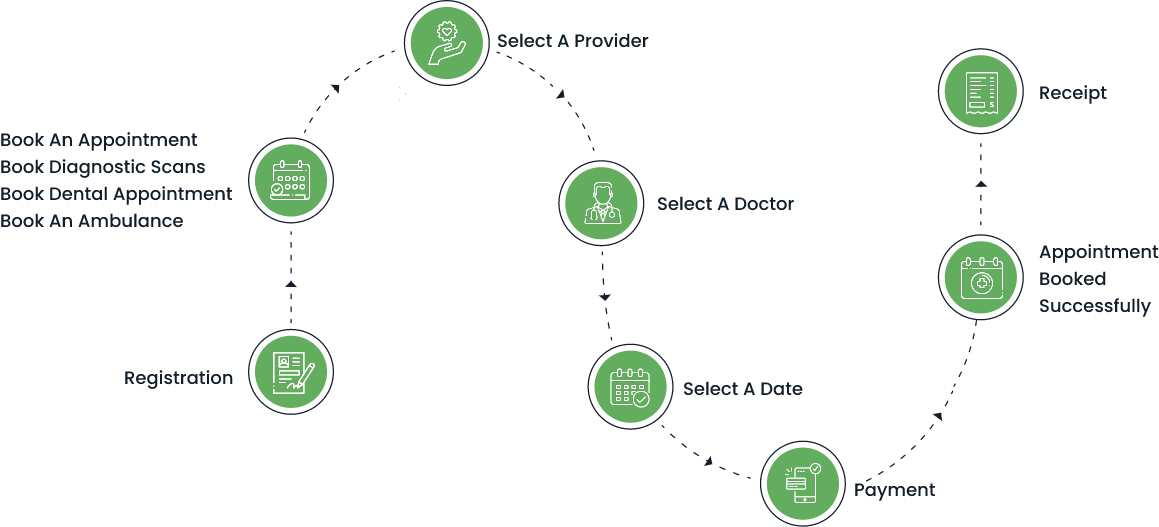 Registration
Book An Appointment
Book Diagnostic Scans
Book Dental Appointment
Book An Ambulance
Select A Provider
Select A Doctor
Select A Date
Payment
Appointment
Booked
Successfully
Receipt
$